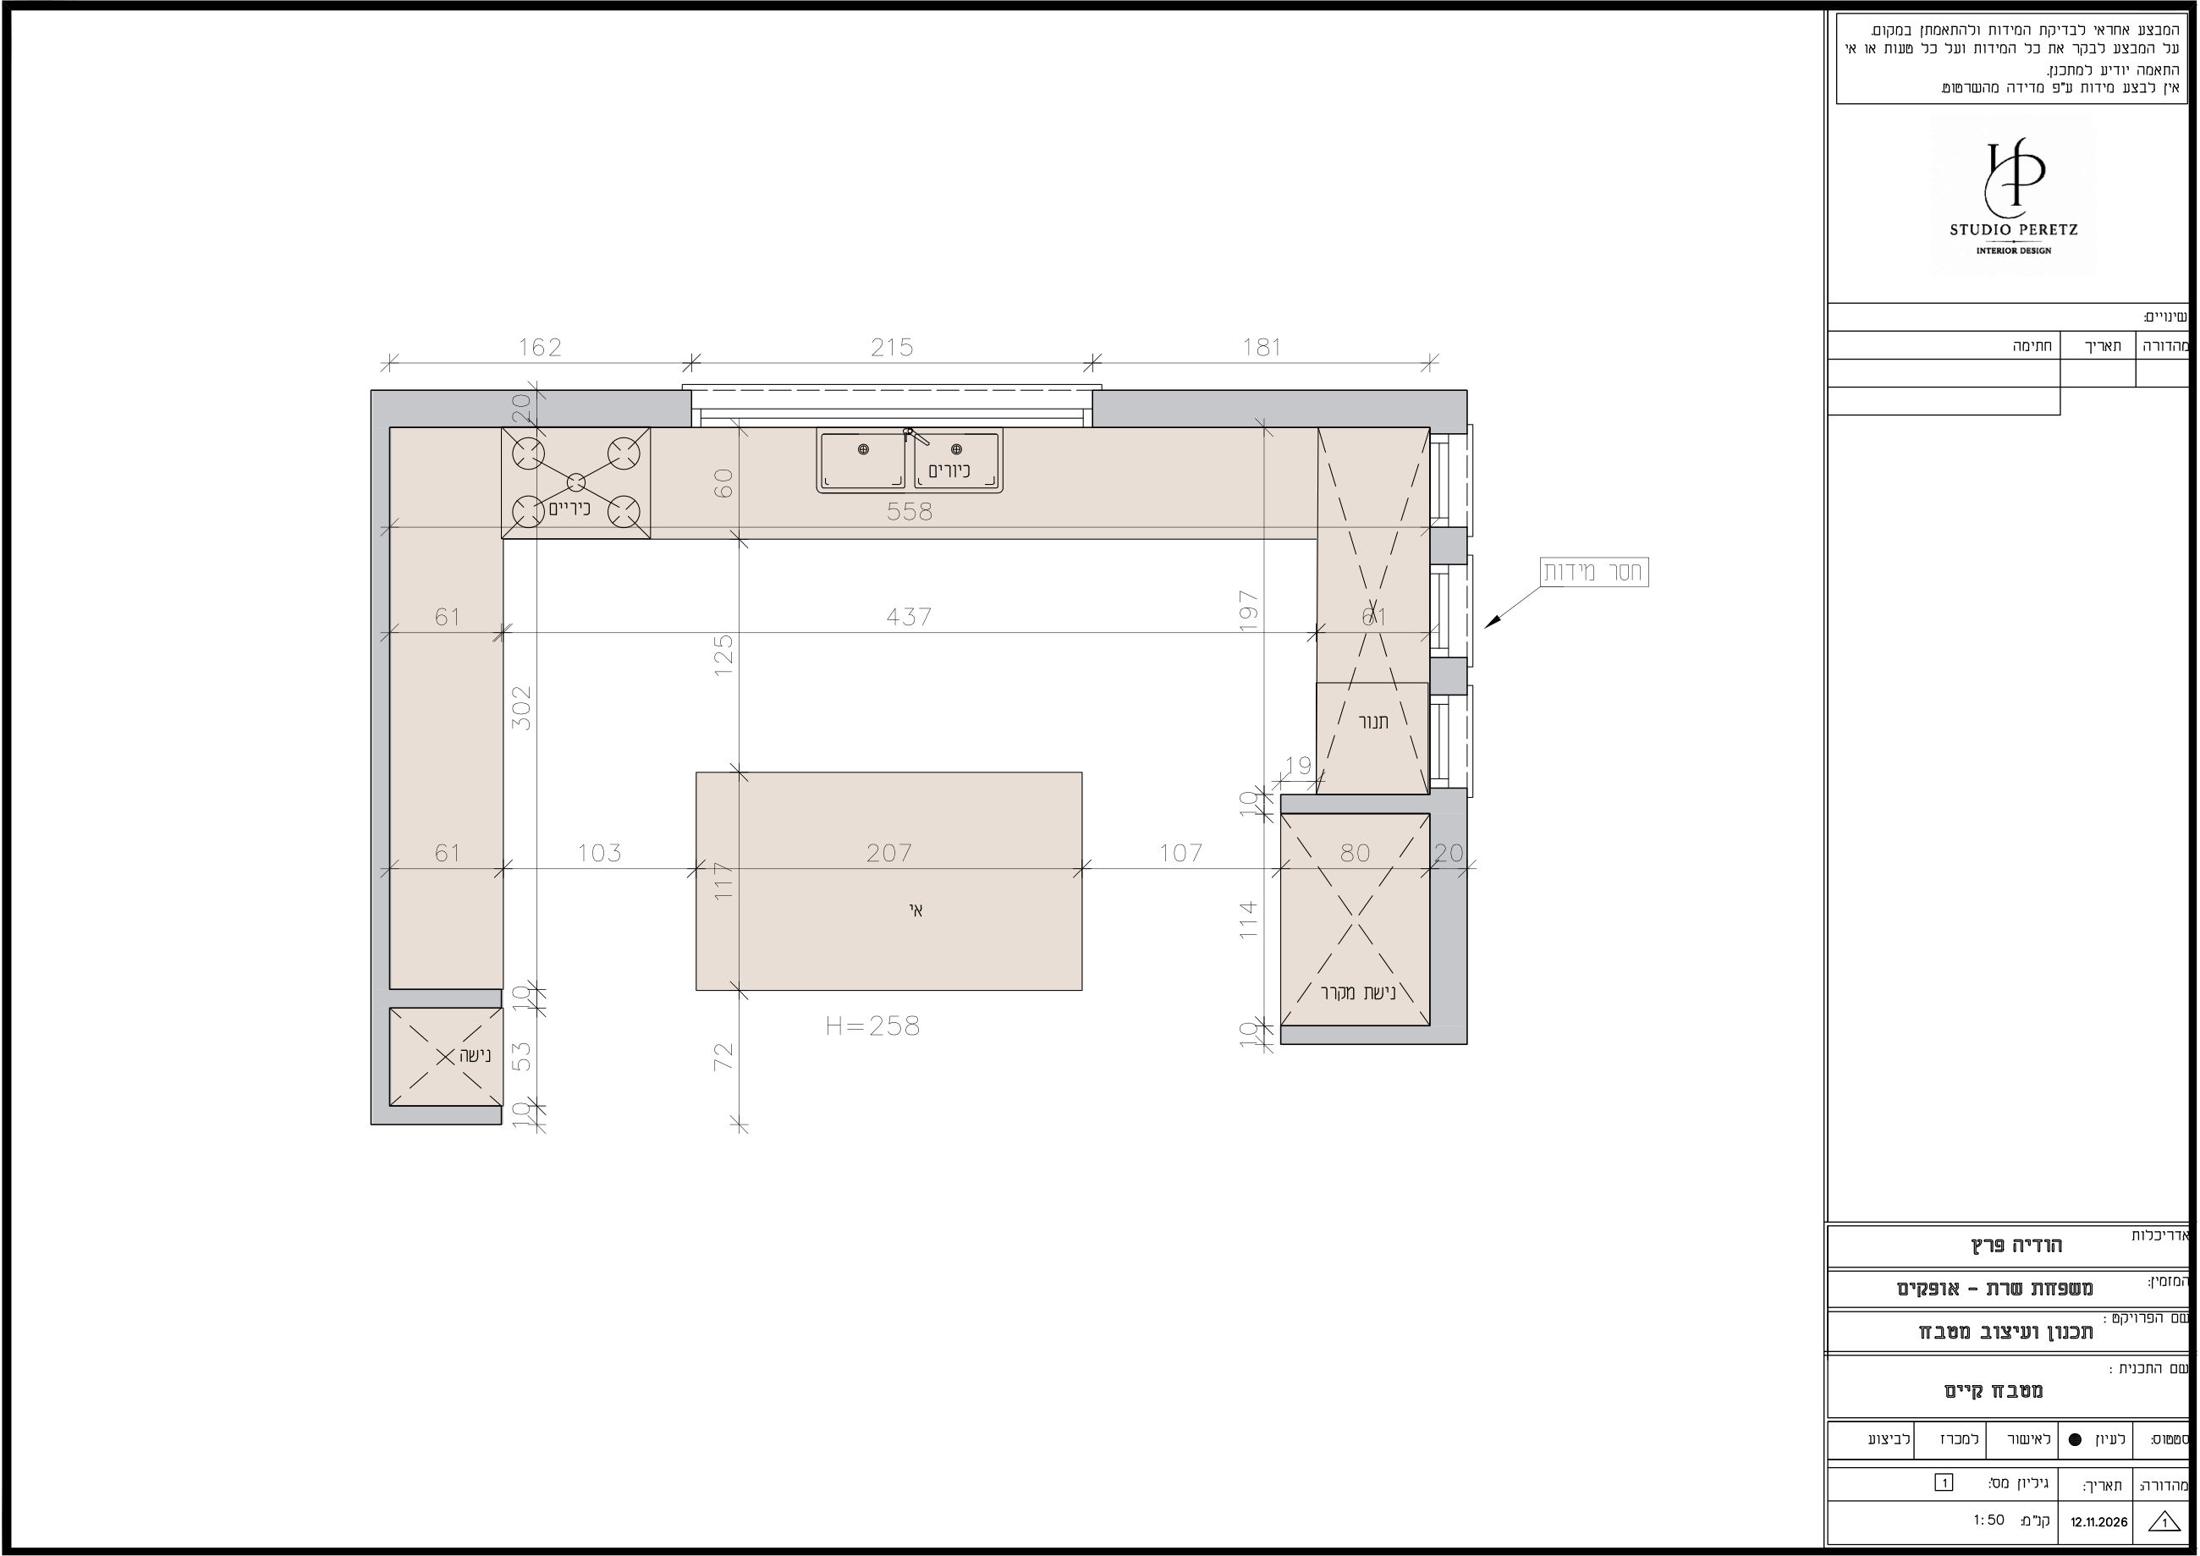 המבצע אחראי לבדיקת המידות ולהתאמתן במקום.
על המבצע לבקר את כל המידות ועל כל טעות או אי
התאמה יודיע למתכנן.
אין לבצע מידות ע"פ מדידה מהשרטוט.
HP
STUDIO PERETZ
INTERIOR DESIGN
שינויים:
מהדורה תאריך חתימה
162 215 181
20
כיריים
60
כיורים
558
חסר מידות
61 437 61
197
125
302
תנור
19
10
61 103 207 107 80 20
117
114
אי
נישת מקרר
10
10
H=258
נישה
53
72
10
אדריכלות
הודיה פרץ
המזמין:
משפחת שרת - אופקים
שם הפרויקט :
תכנון ועיצוב מטבח
שם התכנית :
מטבח קיים
סטטוס: לעיון לאישור למכרז לביצוע
מהדורה: תאריך: גיליון מס': 1
1 12.11.2026 קנ"מ: 1:50